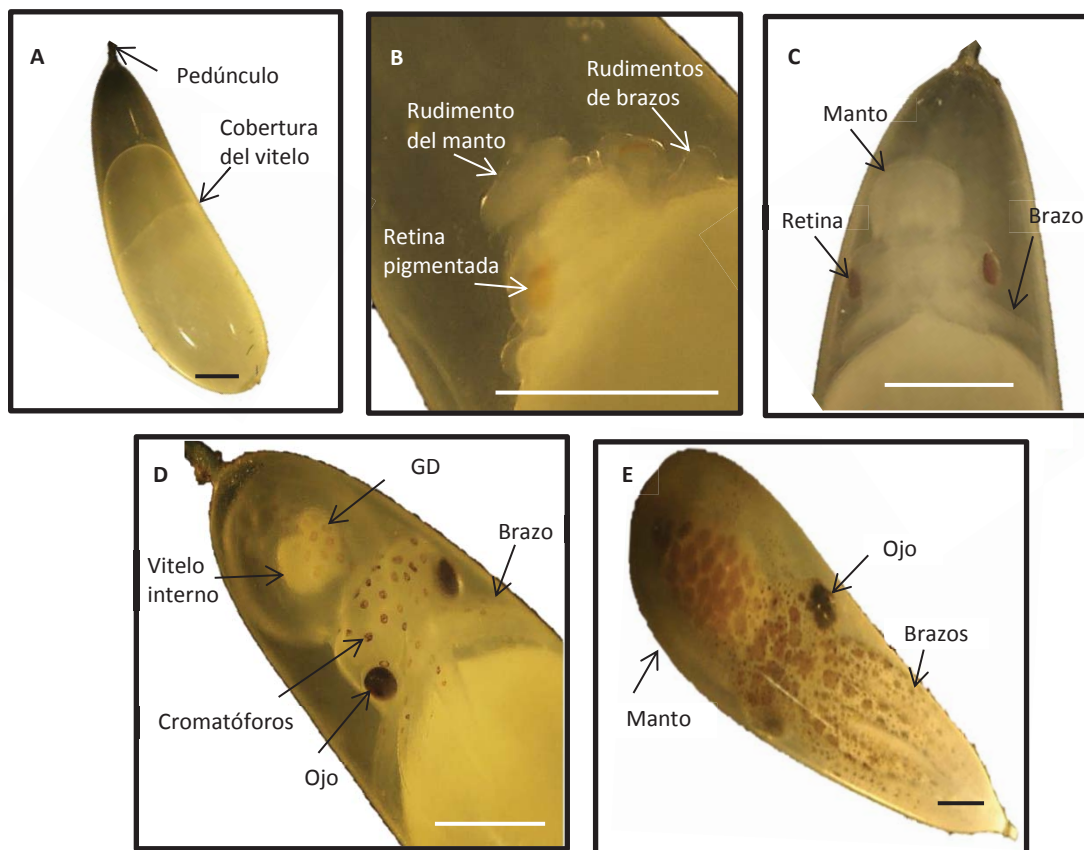 A
Pedúnculo
Cobertura
del vitelo
B
Rudimento
del manto
Rudimentos
de brazos
Retina
pigmentada
C
Manto
Retina
Brazo
D
GD
Brazo
Vitelo
interno
Cromatóforos
Ojo
E
Ojo
Brazos
Manto